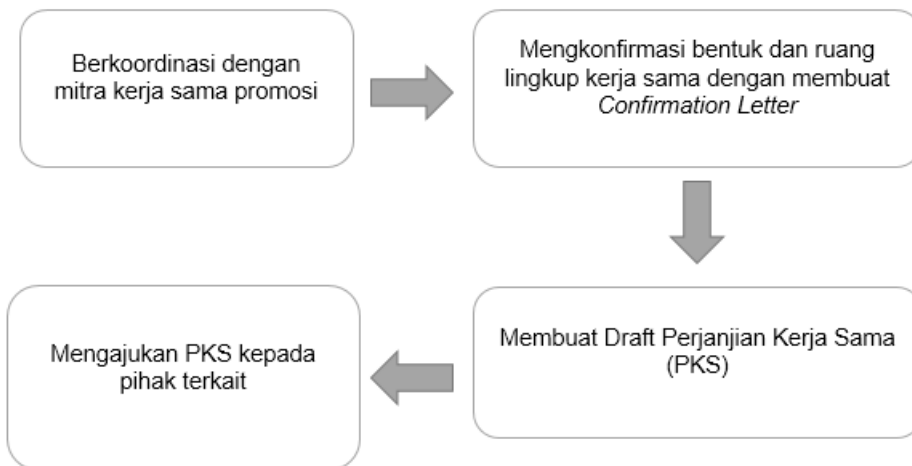 Berkoordinasi dengan
mitra kerja sama promosi
Mengkonfirmasi bentuk dan ruang
lingkup kerja sama dengan membuat
Confirmation Letter
Membuat Draft Perjanjian Kerja Sama
(PKS)
Mengajukan PKS kepada
pihak terkait